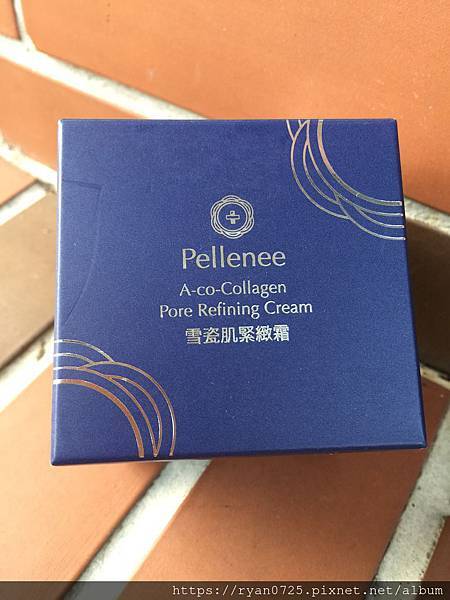 Pellenee
A-co-Collagen
Pore Refining Cream
雪瓷肌緊緻霜
https://ryan0725.pixnet.net/album